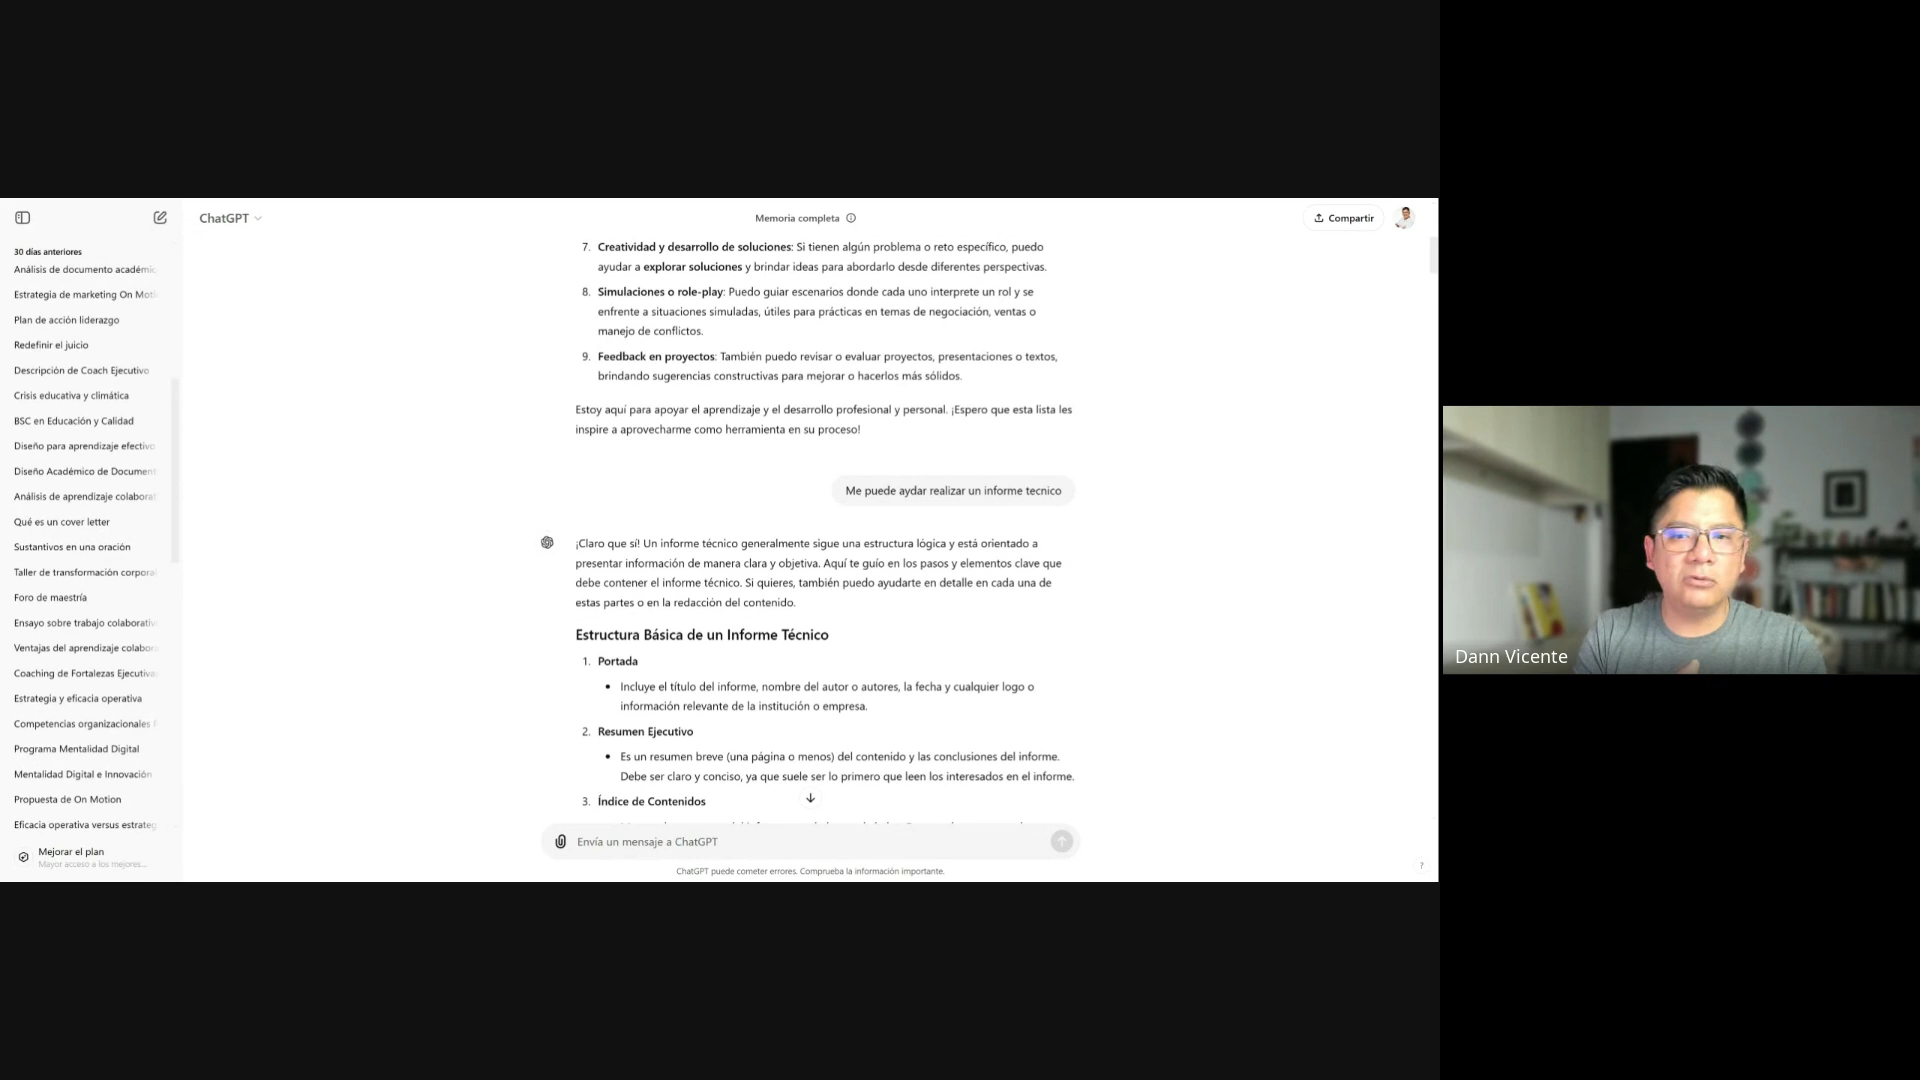 ChatGPT
Memoria completa
Compartir
30 días anteriores
Análisis de documento académic
Estrategia de marketing On Moti
Plan de acción liderazgo
Redefinir el juicio
Descripción de Coach Ejecutivo
Crisis educativa y climática
BSC en Educación y Calidad
Diseño para aprendizaje efectivo
Diseño Académico de Document
Análisis de aprendizaje colaborat
Qué es un cover letter
Sustantivos en una oración
Taller de transformación corpora
Foro de maestría
Ensayo sobre trabajo colaborativ
Ventajas del aprendizaje colabor
Coaching de Fortalezas Ejecutiva
Estrategia y eficacia operativa
Competencias organizacionales
Programa Mentalidad Digital
Mentalidad Digital e Innovación
Propuesta de On Motion
Eficacia operativa versus estrateg
Mejorar el plan
Mayor acceso a los mejores...
7. Creatividad y desarrollo de soluciones: Si tienen algún problema o reto específico, puedo
ayudar a explorar soluciones y brindar ideas para abordarlo desde diferentes perspectivas.
8. Simulaciones o role-play: Puedo guiar escenarios donde cada uno interprete un rol y se
enfrente a situaciones simuladas, útiles para prácticas en temas de negociación, ventas o
manejo de conflictos.
9. Feedback en proyectos: También puedo revisar o evaluar proyectos, presentaciones o textos,
brindando sugerencias constructivas para mejorar o hacerlos más sólidos.
Estoy aquí para apoyar el aprendizaje y el desarrollo profesional y personal. ¡Espero que esta lista les
inspire a aprovecharme como herramienta en su proceso!
Me puede aydar realizar un informe tecnico
¡Claro que sí! Un informe técnico generalmente sigue una estructura lógica y está orientado a
presentar información de manera clara y objetiva. Aquí te guío en los pasos y elementos clave que
debe contener el informe técnico. Si quieres, también puedo ayudarte en detalle en cada una de
estas partes o en la redacción del contenido.
Estructura Básica de un Informe Técnico
1. Portada
• Incluye el título del informe, nombre del autor o autores, la fecha y cualquier logo o
información relevante de la institución o empresa.
2. Resumen Ejecutivo
• Es un resumen breve (una página o menos) del contenido y las conclusiones del informe.
Debe ser claro y conciso, ya que suele ser lo primero que leen los interesados en el informe.
3. Índice de Contenidos
Envía un mensaje a ChatGPT
ChatGPT puede cometer errores. Comprueba la información importante.
?
Dann Vicente